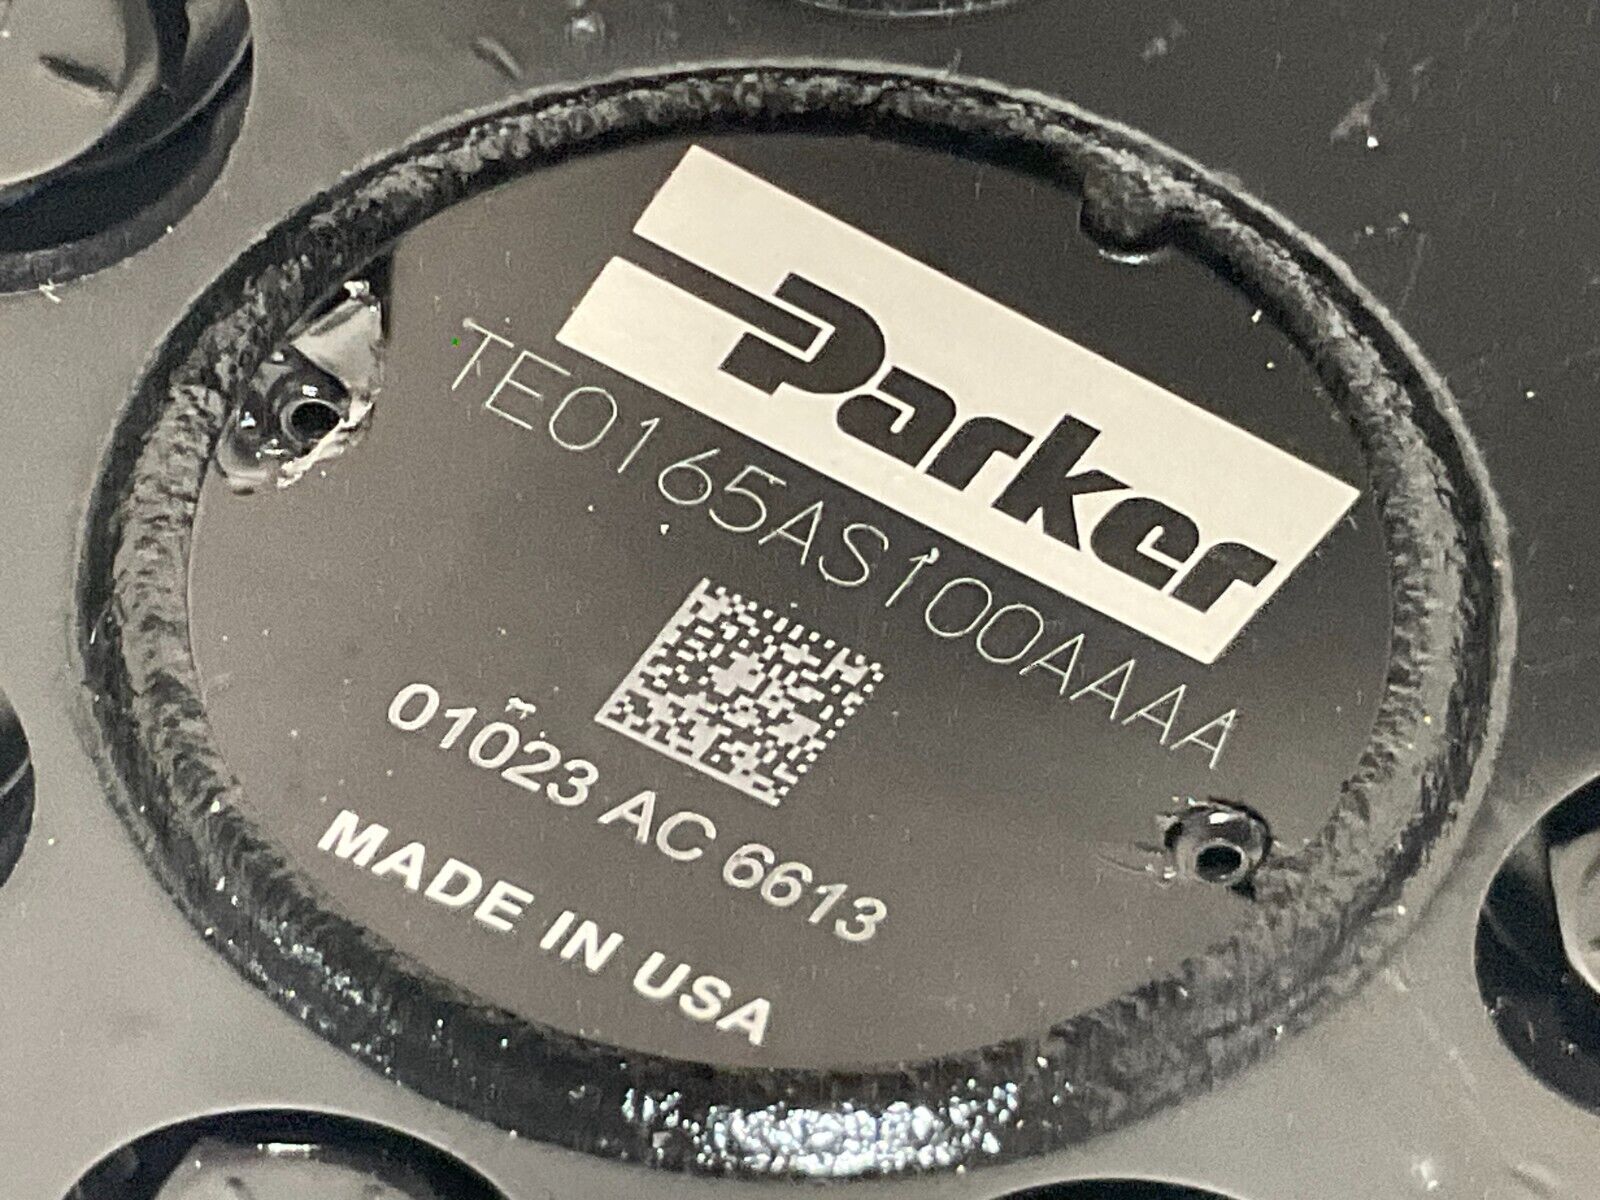 Parker
TE0165AS100AAAA
01023 AC 6613
MADE IN USA